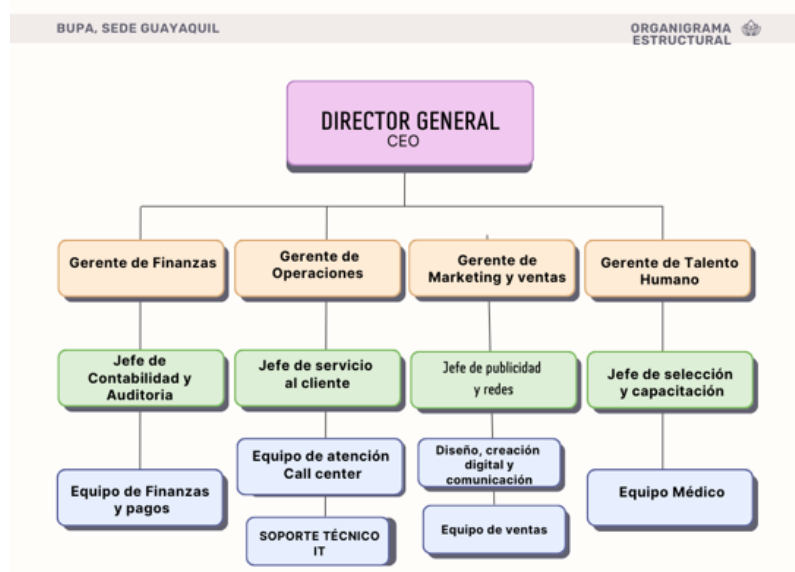 BUPA, SEDE GUAYAQUIL
ORGANIGRAMA
ESTRUCTURAL
DIRECTOR GENERAL
CEO
Gerente de Finanzas
Gerente de
Operaciones
Gerente de
Marketing y ventas
Gerente de Talento
Humano
Jefe de
Contabilidad y
Auditoria
Jefe de servicio
al cliente
Jefe de publicidad
y redes
Jefe de selección
y capacitación
Equipo de Finanzas
y pagos
Equipo de atención
Call center
SOPORTE TÉCNICO
IT
Diseño, creación
digital y
comunicación
Equipo de ventas
Equipo Médico